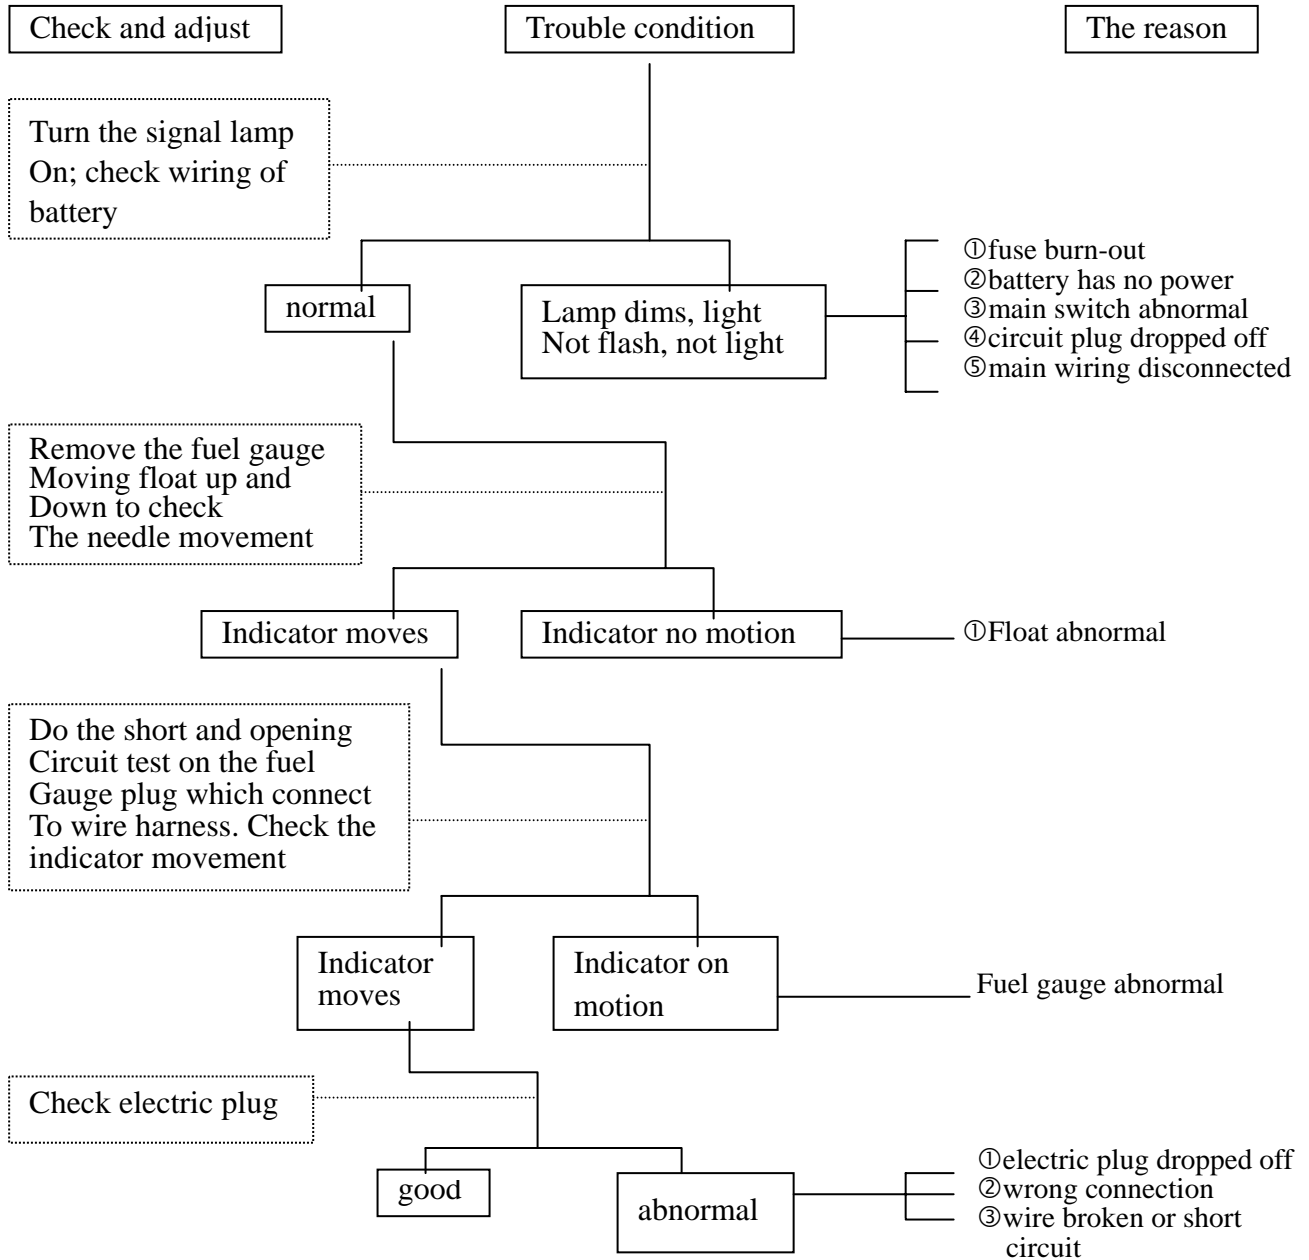 Check and adjust
Trouble condition
The reason
Turn the signal lamp
On; check wiring of
battery
normal
Lamp dims, light
Not flash, not light
①fuse burn-out
②battery has no power
③main switch abnormal
④circuit plug dropped off
⑤main wiring disconnected
Remove the fuel gauge
Moving float up and
Down to check
The needle movement
Indicator moves
Indicator no motion
①Float abnormal
Do the short and opening
Circuit test on the fuel
Gauge plug which connect
To wire harness. Check the
indicator movement
Indicator
moves
Indicator on
motion
Fuel gauge abnormal
Check electric plug
good
abnormal
①electric plug dropped off
②wrong connection
③wire broken or short
circuit